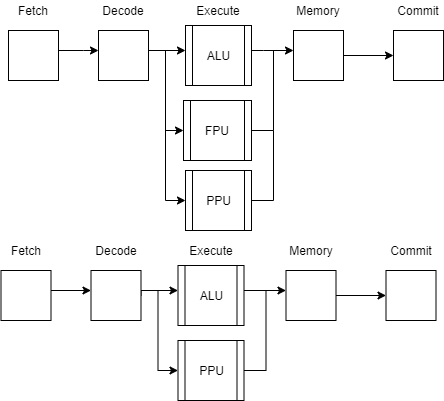 Fetch Decode Execute Memory Commit
ALU
FPU
PPU
Fetch Decode Execute Memory Commit
ALU
PPU